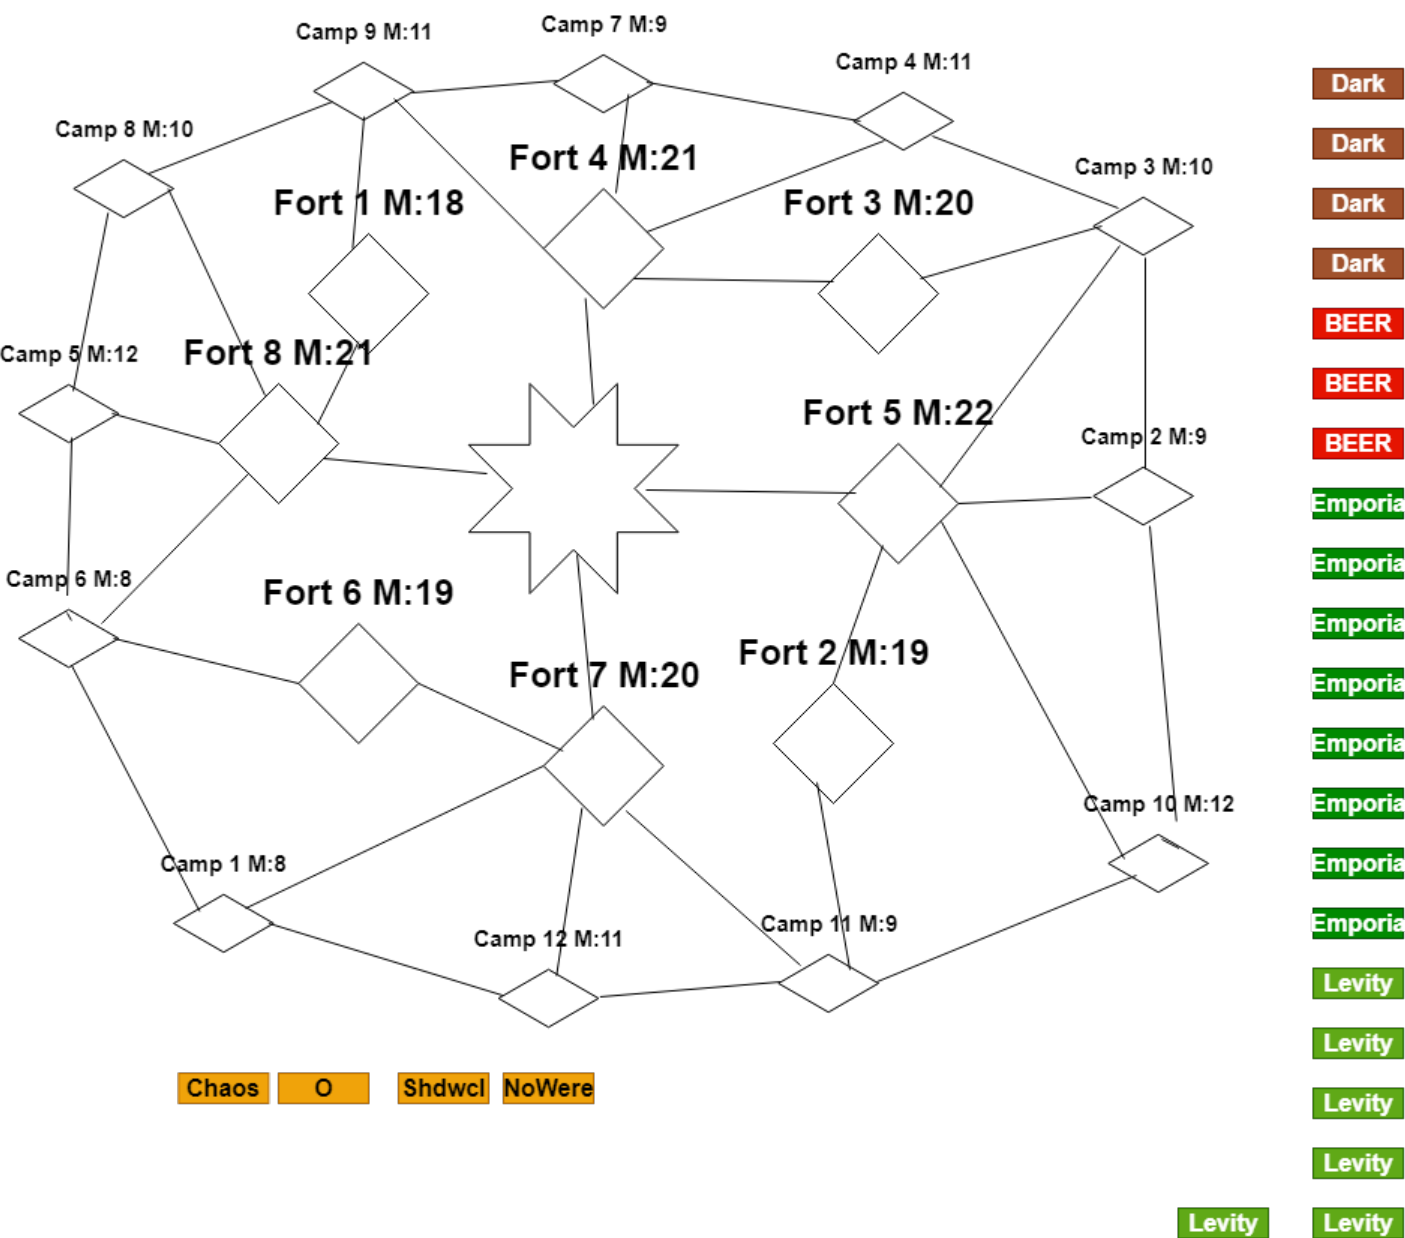 Camp 7 M:9
Camp 9 M:11
Camp 4 M:11
Dark
Camp 8 M:10
Dark
Fort 4 M:21
Camp 3 M:10
Fort 1 M:18
Fort 3 M:20
Dark
Dark
BEER
Camp 5 M:12
Fort 8 M:21
BEER
Fort 5 M:22
Camp 2 M:9
BEER
Emporia
Emporia
Camp 6 M:8
Fort 6 M:19
Emporia
Fort 2 M:19
Fort 7 M:20
Emporia
Emporia
Camp 10 M:12
Emporia
Camp 1 M:8
Emporia
Camp 11 M:9
Emporia
Camp 12 M:11
Levity
Levity
Chaos
O
Shdwcl
NoWere
Levity
Levity
Levity
Levity